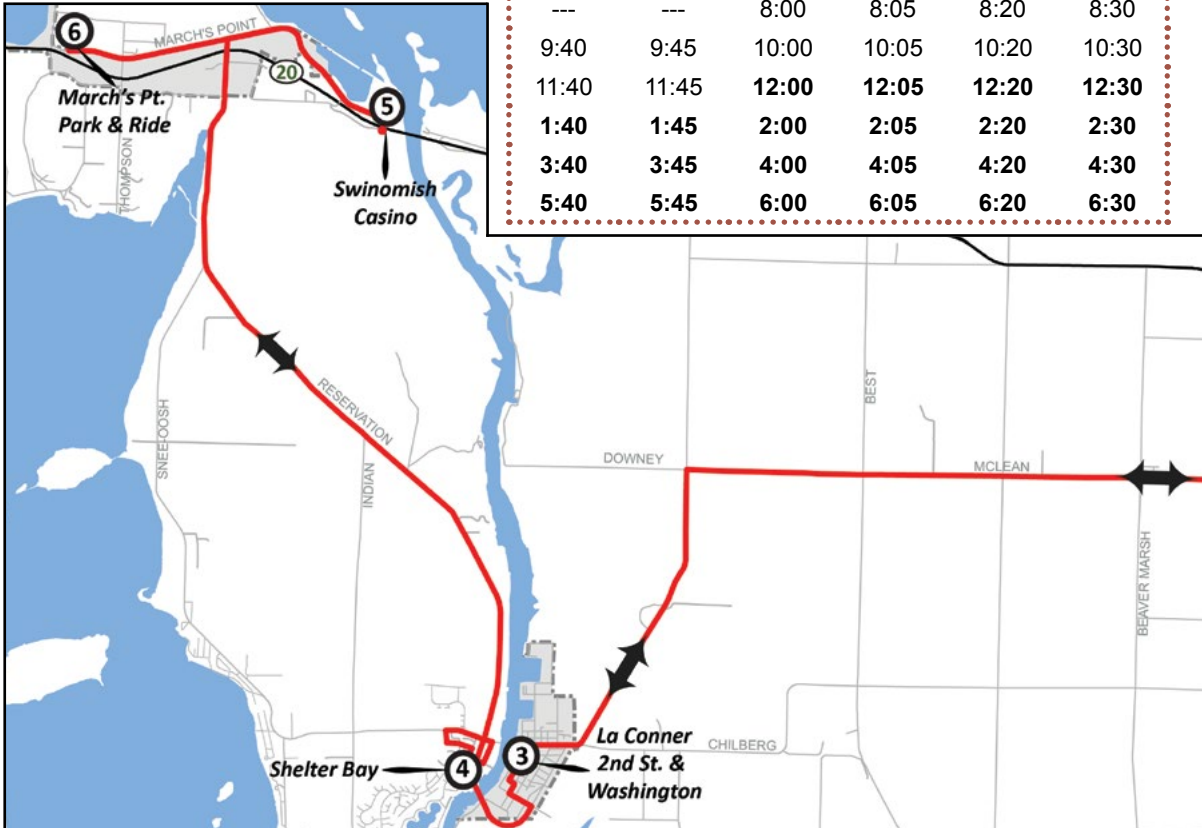 --- --- 8:00 8:05 8:20 8:30
9:40 9:45 10:00 10:05 10:20 10:30
11:40 11:45 12:00 12:05 12:20 12:30
1:40 1:45 2:00 2:05 2:20 2:30
3:40 3:45 4:00 4:05 4:20 4:30
5:40 5:45 6:00 6:05 6:20 6:30
6
MARCH'S POINT
20
March's Pt.
Park & Ride
5
THOMPSON
Swinomish
Casino
RESERVATION
BEST
SNEE-OOSH
INDIAN
DOWNEY
MCLEAN
BEAVER MARSH
La Conner
2nd St. &
Washington
3
CHILBERG
Shelter Bay
4